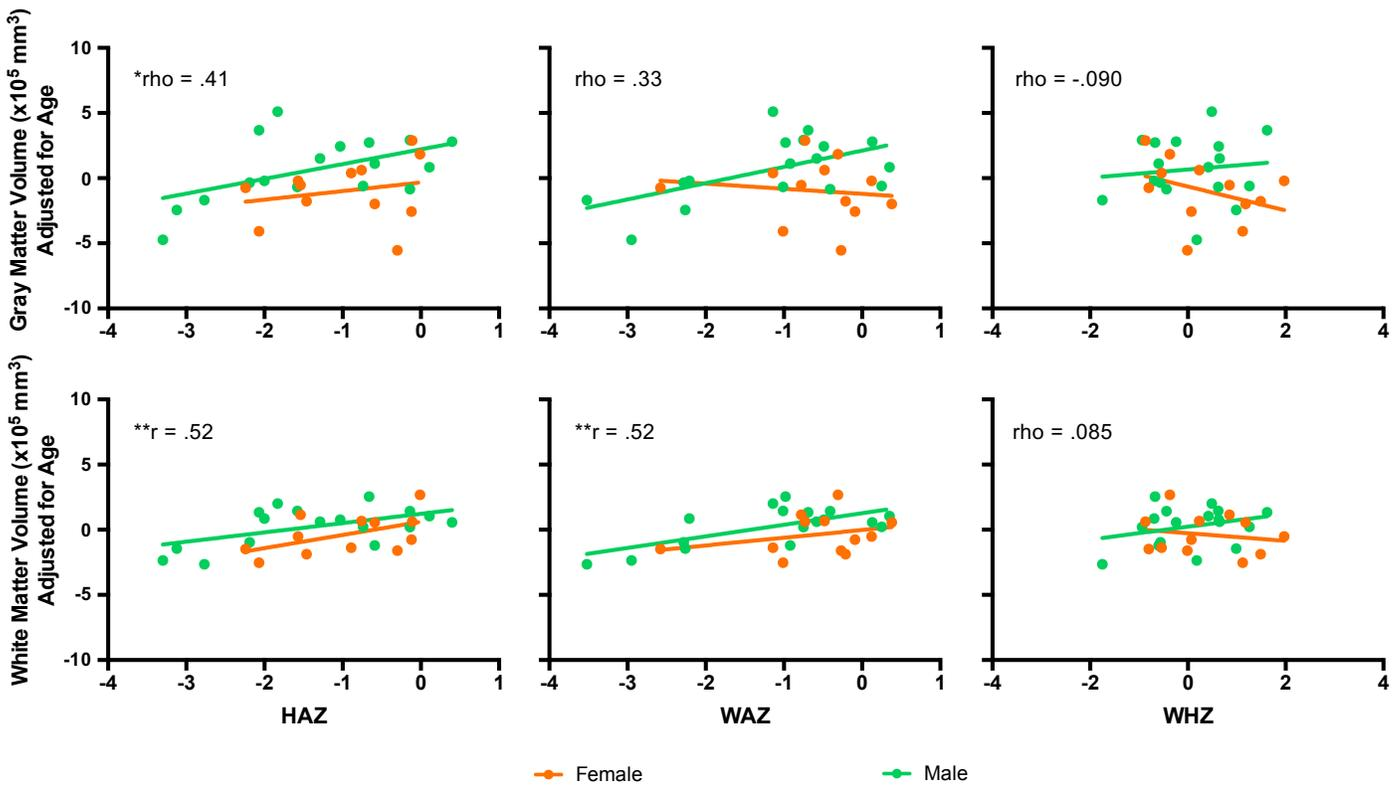 Gray Matter Volume (x10⁵ mm³)
Adjusted for Age
10
5
0
-5
-10
*rho = .41
rho = .33
rho = -.090
-4 -3 -2 -1 0 1
-4 -3 -2 -1 0 1
-4 -2 0 2 4
White Matter Volume (x10⁵ mm³)
Adjusted for Age
10
5
0
-5
-10
**r = .52
**r = .52
rho = .085
-4 -3 -2 -1 0 1
-4 -3 -2 -1 0 1
-4 -2 0 2 4
HAZ
WAZ
WHZ
Female
Male